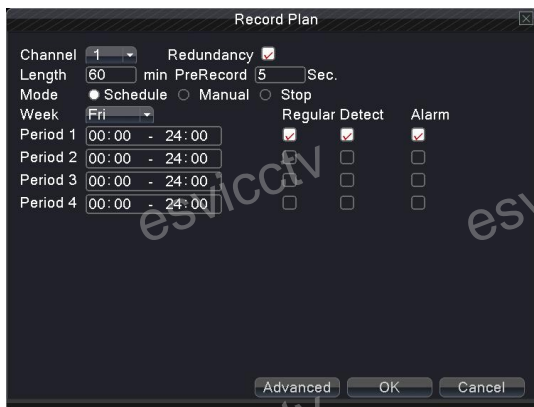 Record Plan
Channel 1 Redundancy
Length 60 min PreRecord 5 Sec.
Mode Schedule Manual Stop
Week Fri Regular Detect Alarm
Period 1 00:00 - 24:00
Period 2 00:00 - 24:00
Period 3 00:00 - 24:00
Period 4 00:00 - 24:00
esvicctv
esv
Advanced OK Cancel